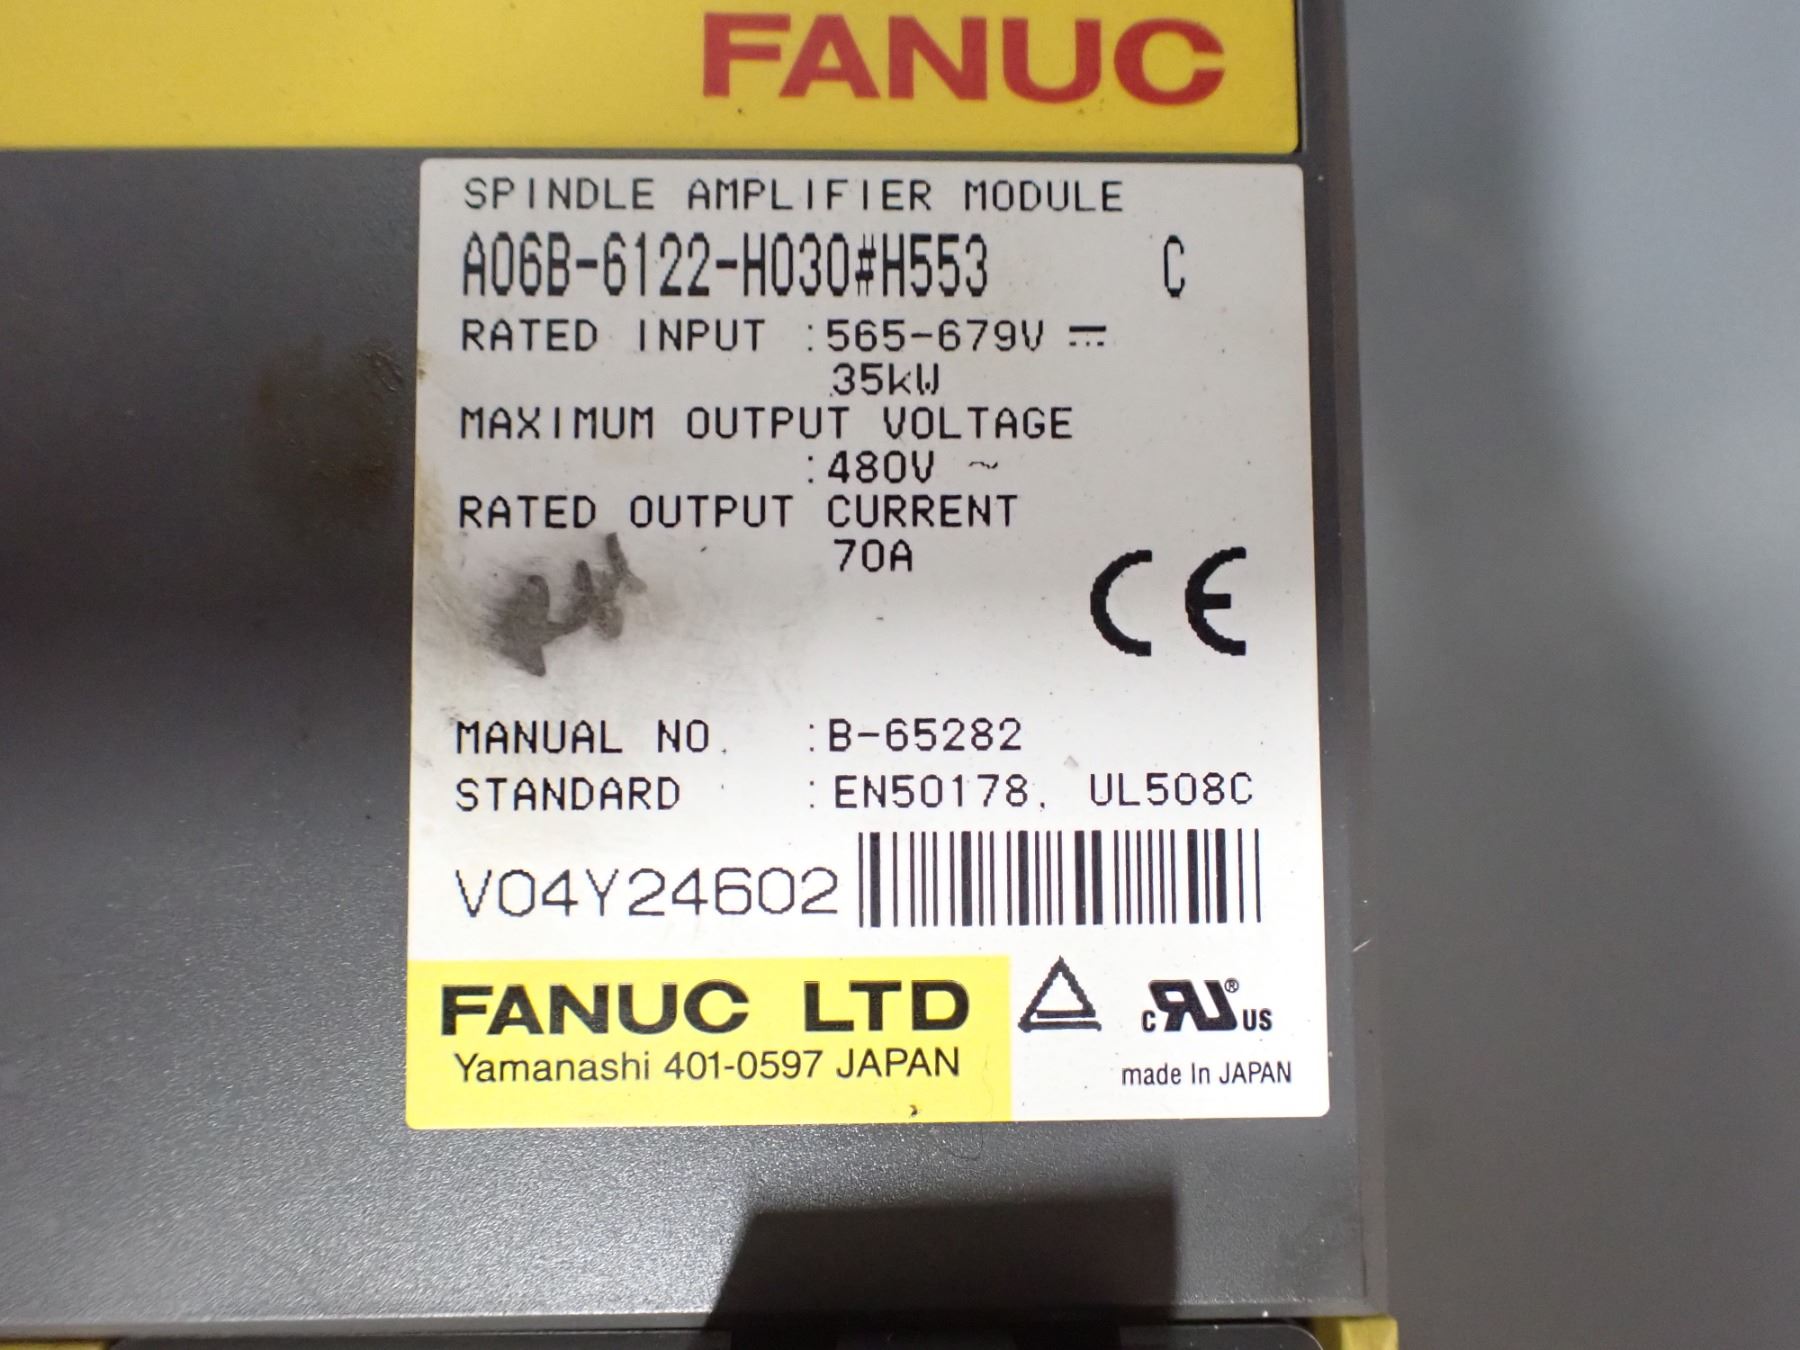 FANUC
SPINDLE AMPLIFIER MODULE
A06B-6122-H030#H553 C
RATED INPUT :565-679V ⎓
35kW
MAXIMUM OUTPUT VOLTAGE
:480V ~
RATED OUTPUT CURRENT
70A
CE
MANUAL NO. :B-65282
STANDARD :EN50178, UL508C
V04Y24602
FANUC LTD
Yamanashi 401-0597 JAPAN
c RU ® US
made In JAPAN